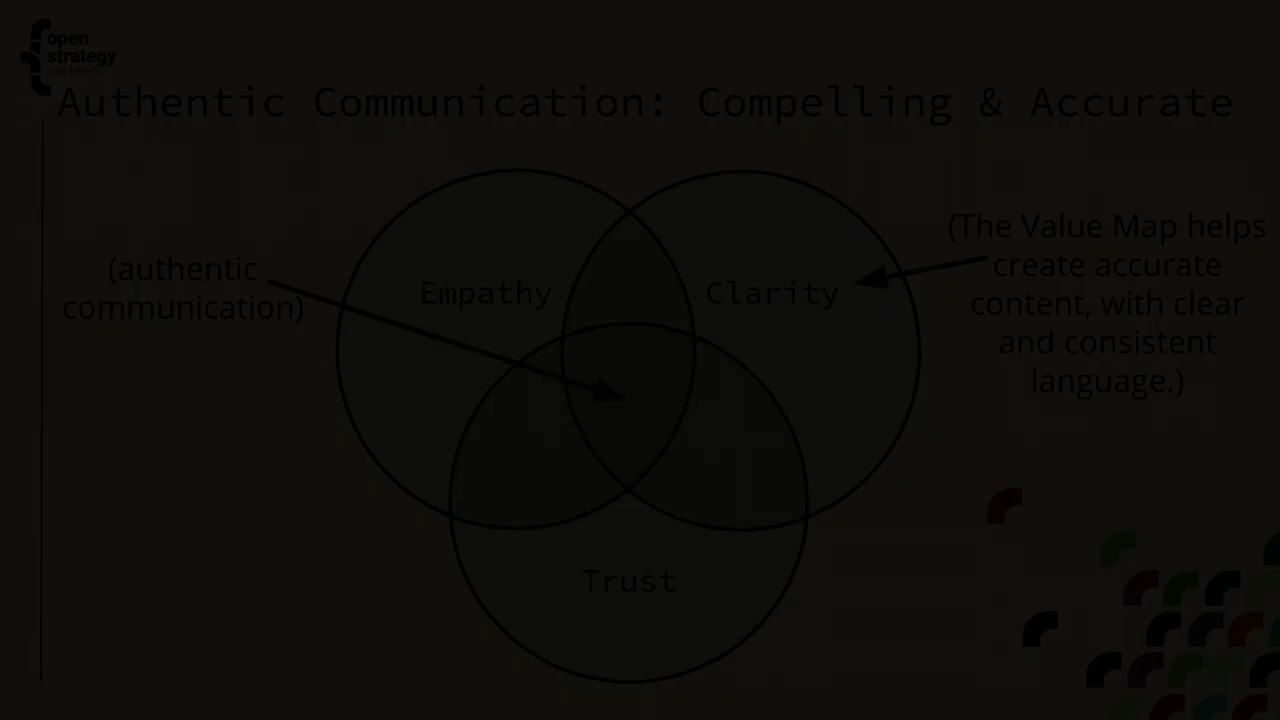 open
strategy
partners
Authentic Communication: Compelling & Accurate
(authentic
communication)
Empathy
Clarity
(The Value Map helps
create accurate
content, with clear
and consistent
language.)
Trust